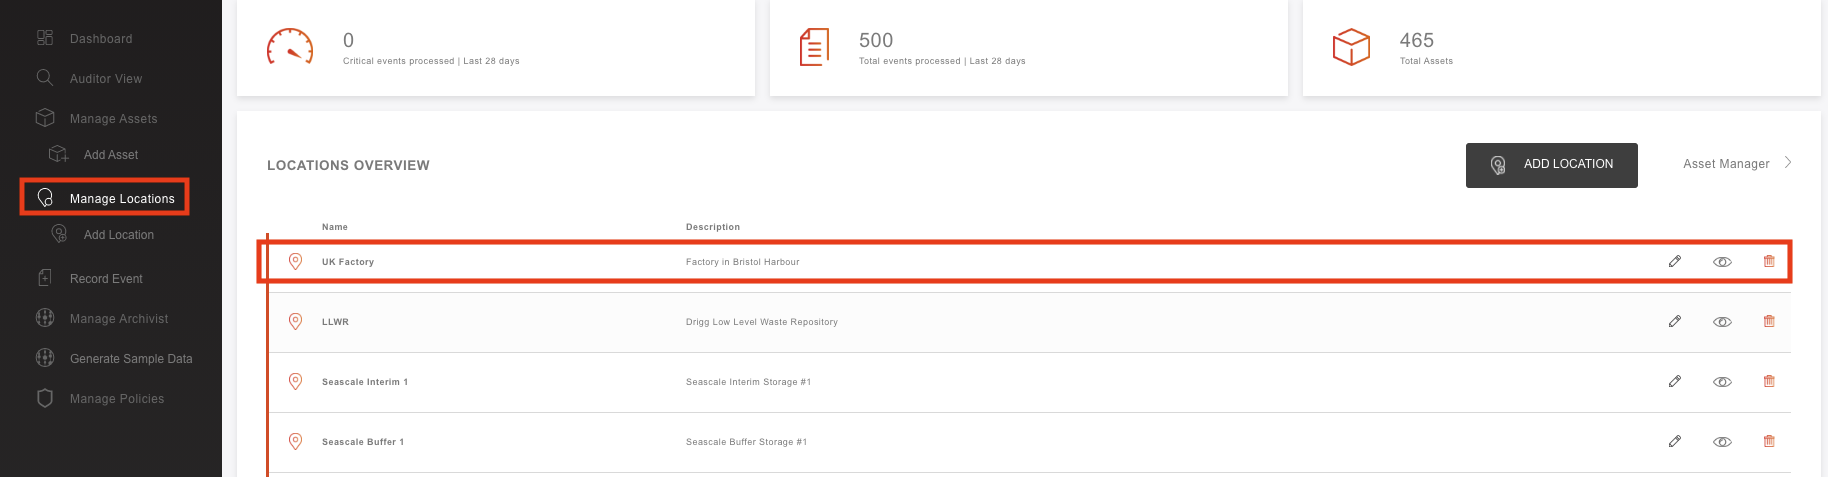 Dashboard
Auditor View
Manage Assets
Add Asset
Manage Locations
Add Location
Record Event
Manage Archivist
Generate Sample Data
Manage Policies
0
Critical events processed | Last 28 days
500
Total events processed | Last 28 days
465
Total Assets
LOCATIONS OVERVIEW
ADD LOCATION
Asset Manager
Name Description
UK Factory Factory in Bristol Harbour
LLWR Drigg Low Level Waste Repository
Seascale Interim 1 Seascale Interim Storage #1
Seascale Buffer 1 Seascale Buffer Storage #1